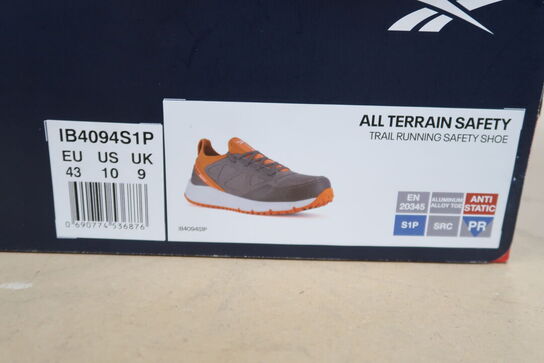 IB4094S1P
EU US UK
43 10 9
0 690774 536876
IB4094S1P
ALL TERRAIN SAFETY
TRAIL RUNNING SAFETY SHOE
EN 20345
ALUMINUM ALLOY TOE
ANTI STATIC
S1P
SRC
PR